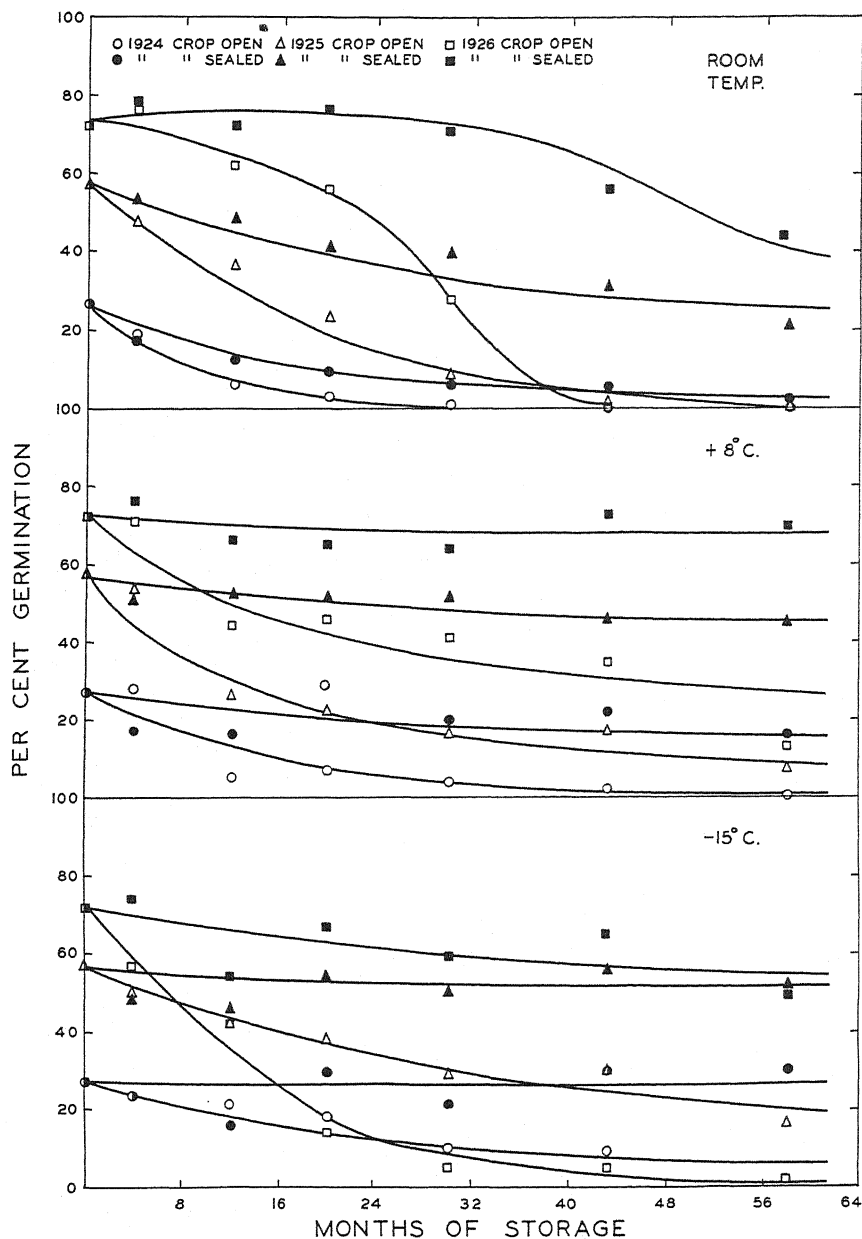 100
○ 1924 CROP OPEN △ 1925 CROP OPEN □ 1926 CROP OPEN
● " " SEALED ▲ " " SEALED ■ " " SEALED
ROOM
TEMP.
80
60
40
20
100
+8°C.
80
60
40
20
100
-15°C.
80
60
40
20
0
8 16 24 32 40 48 56 64
PER CENT GERMINATION
MONTHS OF STORAGE